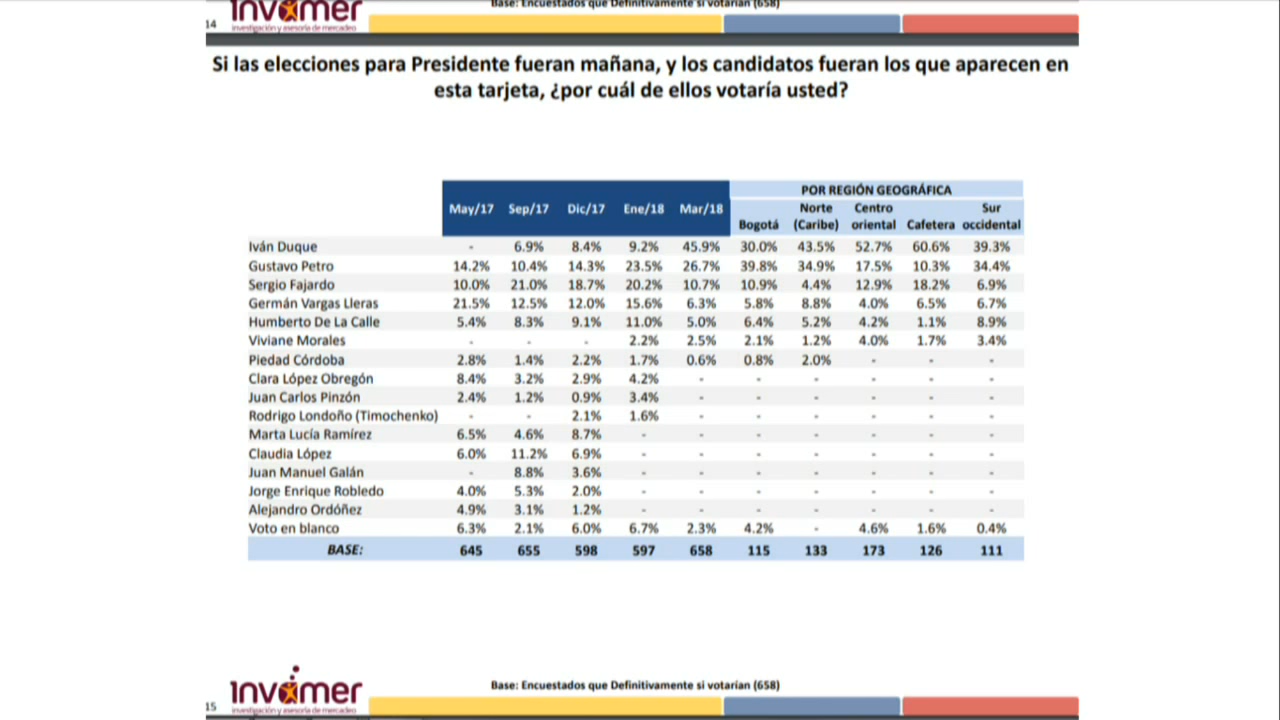 invamer
Base: Encuestados que Definitivamente si votarían (658)
14
investigación y asesoría de mercadeo
Si las elecciones para Presidente fueran mañana, y los candidatos fueran los que aparecen en
esta tarjeta, ¿por cuál de ellos votaría usted?
POR REGIÓN GEOGRÁFICA
May/17 Sep/17 Dic/17 Ene/18 Mar/18 Bogotá Norte (Caribe) Centro oriental Cafetera Sur occidental
Iván Duque - 6.9% 8.4% 9.2% 45.9% 30.0% 43.5% 52.7% 60.6% 39.3%
Gustavo Petro 14.2% 10.4% 14.3% 23.5% 26.7% 39.8% 34.9% 17.5% 10.3% 34.4%
Sergio Fajardo 10.0% 21.0% 18.7% 20.2% 10.7% 10.9% 4.4% 12.9% 18.2% 6.9%
Germán Vargas Lleras 21.5% 12.5% 12.0% 15.6% 6.3% 5.8% 8.8% 4.0% 6.5% 6.7%
Humberto De La Calle 5.4% 8.3% 9.1% 11.0% 5.0% 6.4% 5.2% 4.2% 1.1% 8.9%
Viviane Morales - - - 2.2% 2.5% 2.1% 1.2% 4.0% 1.7% 3.4%
Piedad Córdoba 2.8% 1.4% 2.2% 1.7% 0.6% 0.8% 2.0% - - -
Clara López Obregón 8.4% 3.2% 2.9% 4.2% - - - - - -
Juan Carlos Pinzón 2.4% 1.2% 0.9% 3.4% - - - - - -
Rodrigo Londoño (Timochenko) - - 2.1% 1.6% - - - - - -
Marta Lucía Ramírez 6.5% 4.6% 8.7% - - - - - - -
Claudia López 6.0% 11.2% 6.9% - - - - - - -
Juan Manuel Galán - 8.8% 3.6% - - - - - - -
Jorge Enrique Robledo 4.0% 5.3% 2.0% - - - - - - -
Alejandro Ordóñez 4.9% 3.1% 1.2% - - - - - - -
Voto en blanco 6.3% 2.1% 6.0% 6.7% 2.3% 4.2% - 4.6% 1.6% 0.4%
BASE: 645 655 598 597 658 115 133 173 126 111
invamer
Base: Encuestados que Definitivamente si votarían (658)
15
investigación y asesoría de mercadeo